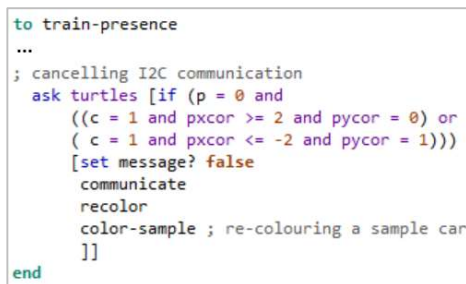 to train-presence
...
; cancelling I2C communication
ask turtles [if (p = 0 and
((c = 1 and pxcor >= 2 and pycor = 0) or
( c = 1 and pxcor <= -2 and pycor = 1)))
[set message? false
communicate
recolor
color-sample ; re-colouring a sample car
]]
end